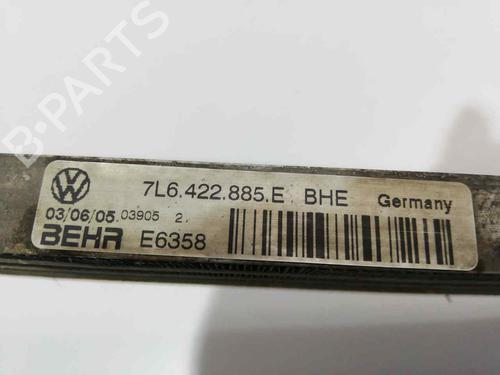 B-PARTS
7L6.422.885.E BHE Germany
03/06/05 03905 2.
BEHR E6358